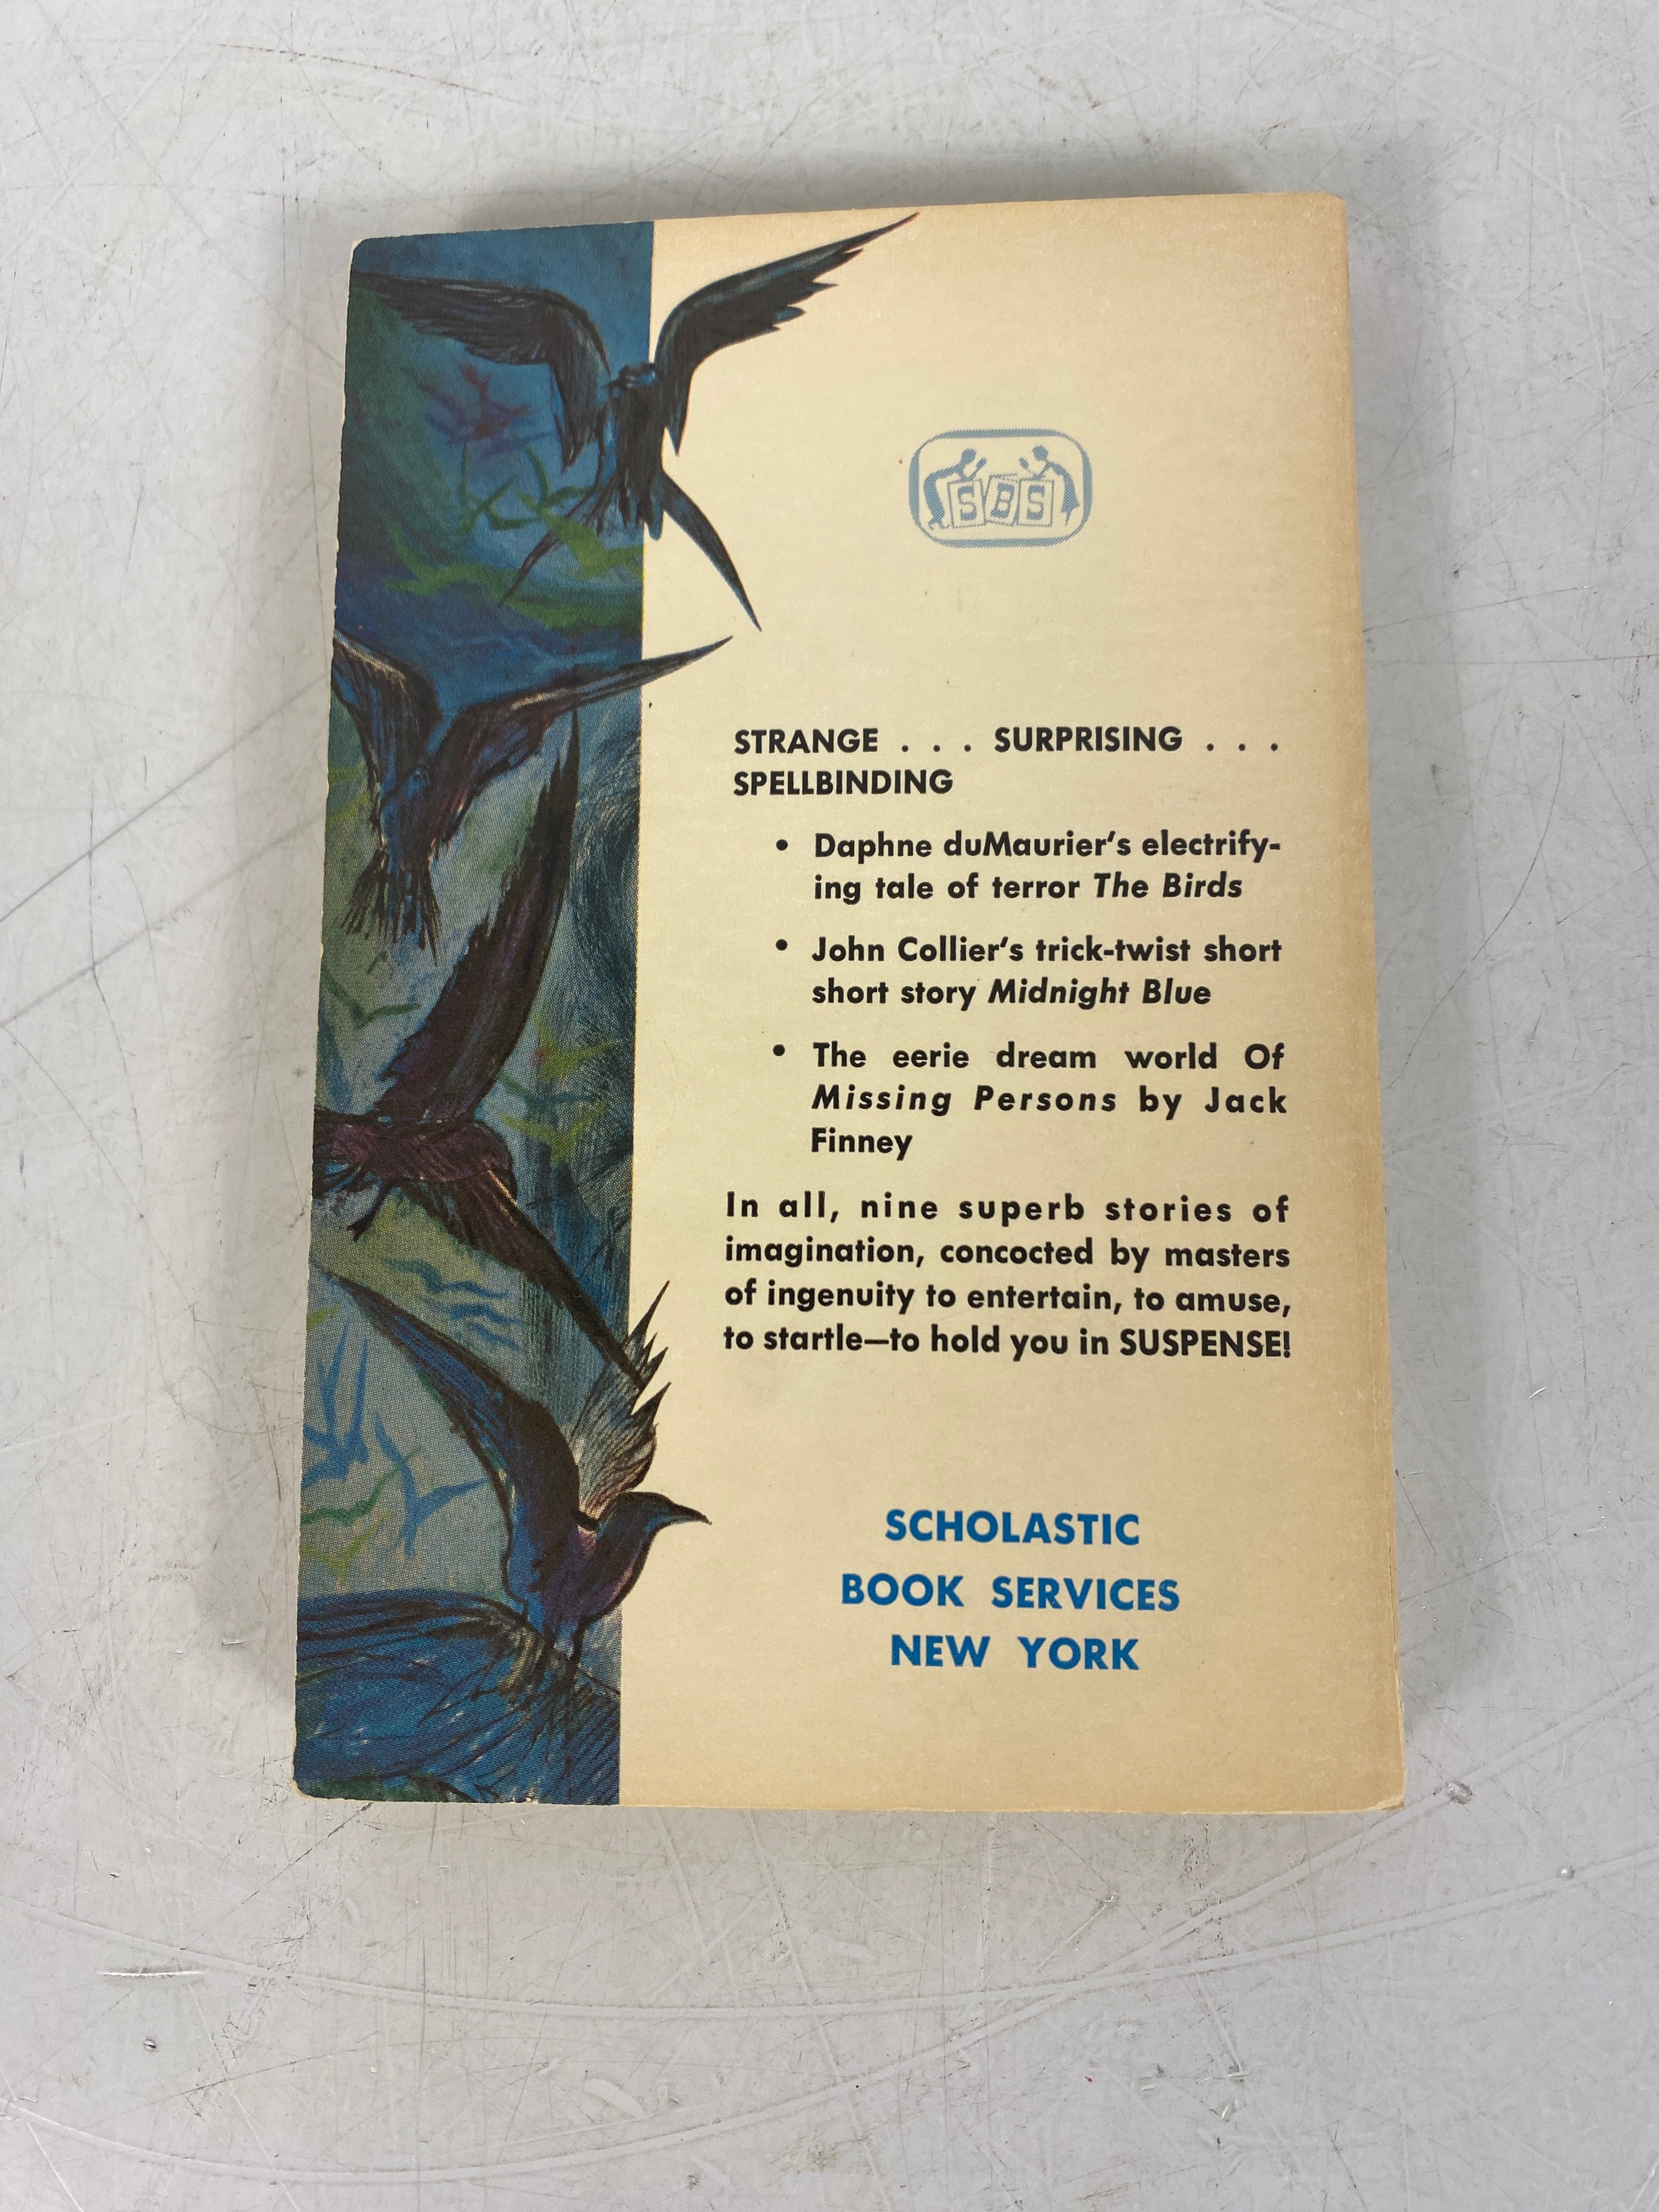 SBS
STRANGE . . . SURPRISING . . .
SPELLBINDING
• Daphne duMaurier's electrify-
ing tale of terror The Birds
• John Collier's trick-twist short
short story Midnight Blue
• The eerie dream world Of
Missing Persons by Jack
Finney
In all, nine superb stories of
imagination, concocted by masters
of ingenuity to entertain, to amuse,
to startle—to hold you in SUSPENSE!
SCHOLASTIC
BOOK SERVICES
NEW YORK